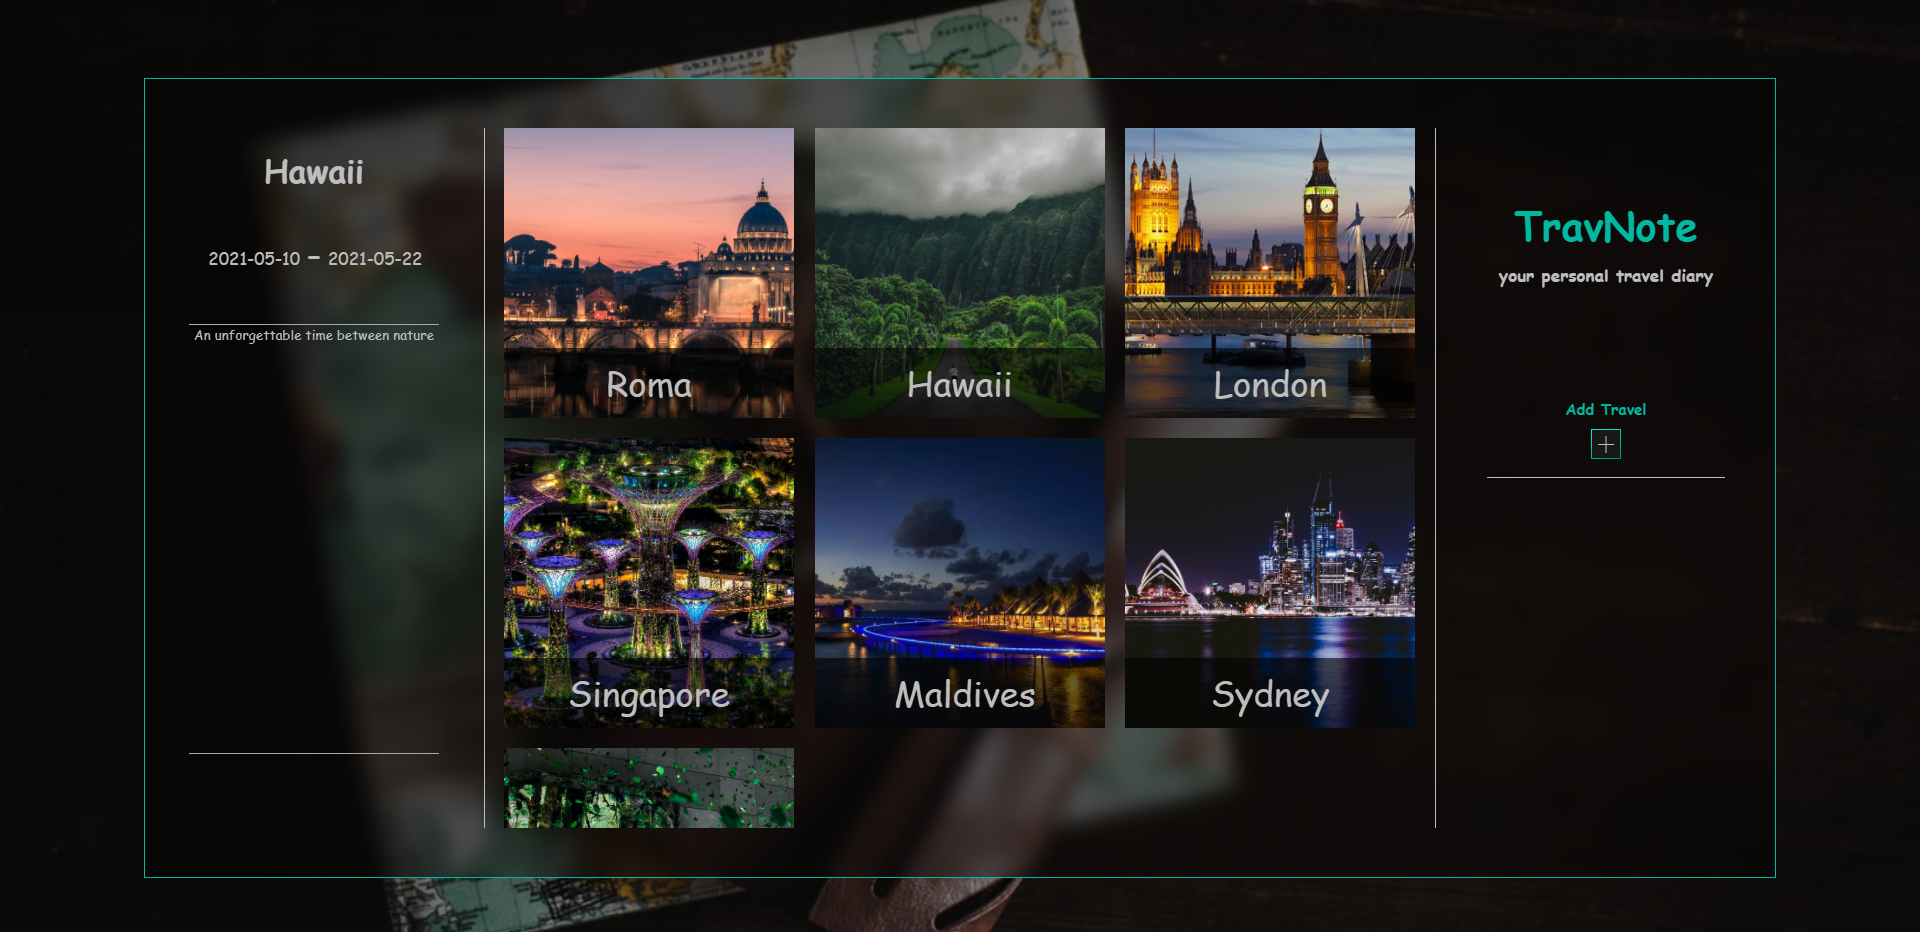 GREENLAND
Hawaii
2021-05-10 – 2021-05-22
An unforgettable time between nature
Roma
Hawaii
London
Singapore
Maldives
Sydney
TravNote
your personal travel diary
Add Travel